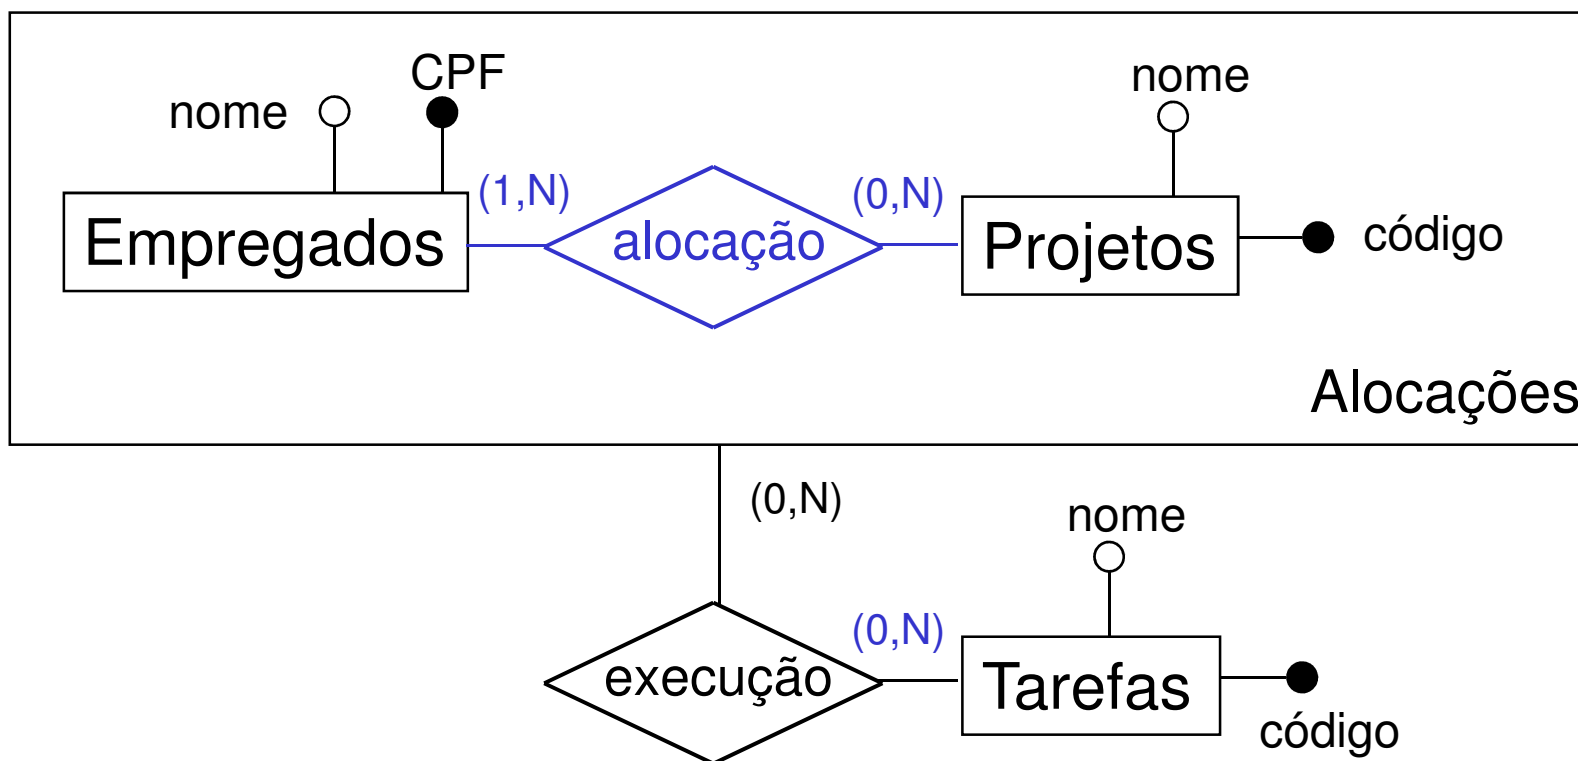 CPF
nome
nome
(1,N)
(0,N)
Empregados
alocação
Projetos
código
Alocações
(0,N)
nome
(0,N)
execução
Tarefas
código